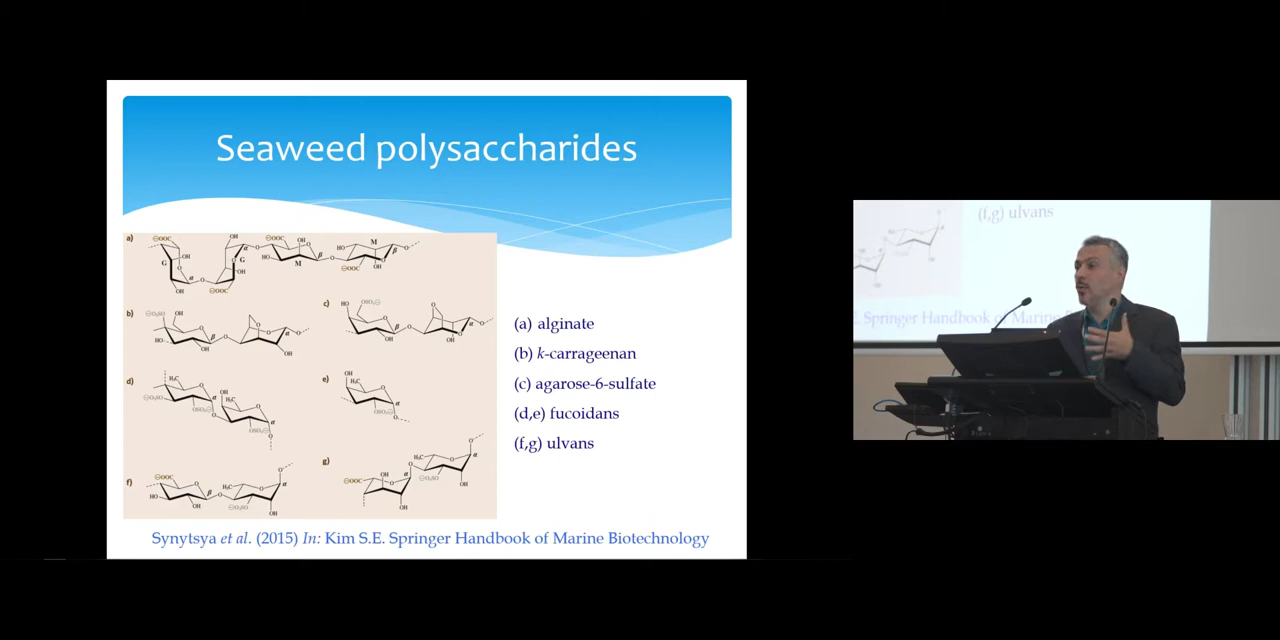 Seaweed polysaccharides
a)
b)
c)
d)
e)
f)
g)
(a) alginate
(b) k-carrageenan
(c) agarose-6-sulfate
(d,e) fucoidans
(f,g) ulvans
Synytsya et al. (2015) In: Kim S.E. Springer Handbook of Marine Biotechnology
(f,g) ulvans
Springer Handbook of Marine